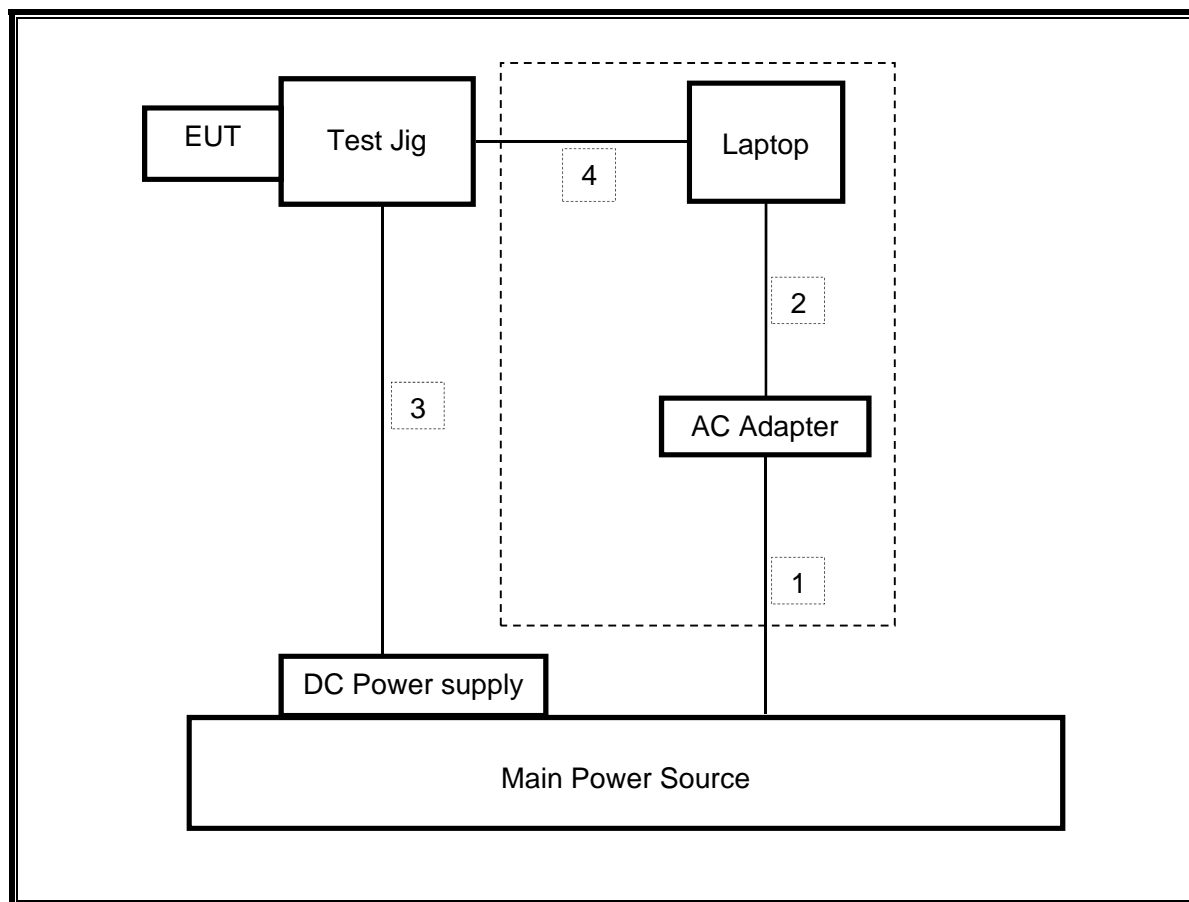 EUT
Test Jig
Laptop
4
2
3
AC Adapter
1
DC Power supply
Main Power Source